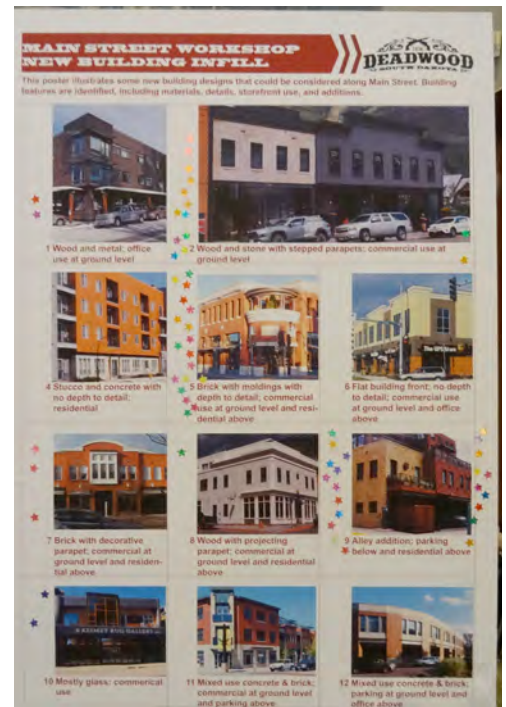 MAIN STREET WORKSHOP
NEW BUILDING INFILL
DEADWOOD
SOUTH DAKOTA
This poster illustrates some new building designs that could be considered along Main Street. Building
features are identified, including materials, details, storefront use, and additions.
1 Wood and metal; office
use at ground level
2 Wood and stone with stepped parapets; commercial use at
ground level
4 Stucco and concrete with
no depth to detail;
residential
5 Brick with moldings with
depth to detail; commercial
use at ground level and resi-
dential above
6 Flat building front; no depth
to detail; commercial use
at ground level and office
above
7 Brick with decorative
parapet; commercial at
ground level and residen-
tial above
8 Wood with projecting
parapet; commercial at
ground level and residential
above
9 Alley addition; parking
below and residential above
10 Mostly glass; commerical
use
11 Mixed use concrete & brick;
commercial at ground level
and parking above
12 Mixed use concrete & brick;
parking at ground level and
office above